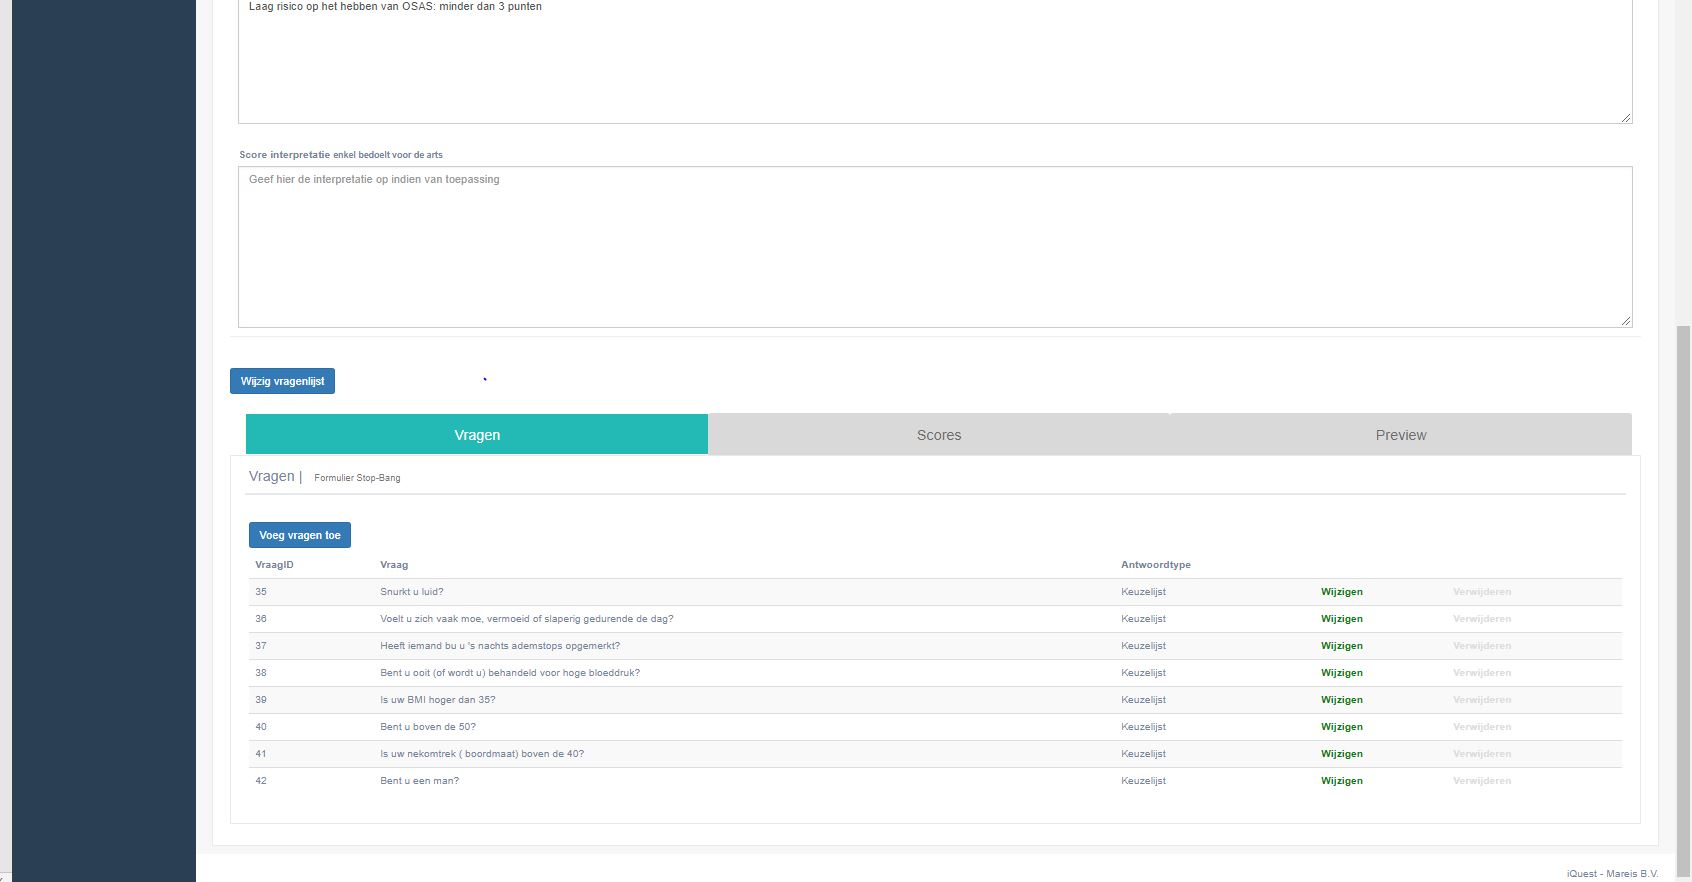 Laag risico op het hebben van OSAS: minder dan 3 punten
Score interpretatie enkel bedoelt voor de arts
Geef hier de interpretatie op indien van toepassing
Wijzig vragenlijst
Vragen Scores Preview
Vragen | Formulier Stop-Bang
Voeg vragen toe
VraagID Vraag Antwoordtype
35 Snurkt u luid? Keuzelijst Wijzigen Verwijderen
36 Voelt u zich vaak moe, vermoeid of slaperig gedurende de dag? Keuzelijst Wijzigen Verwijderen
37 Heeft iemand bu u 's nachts ademstops opgemerkt? Keuzelijst Wijzigen Verwijderen
38 Bent u ooit (of wordt u) behandeld voor hoge bloeddruk? Keuzelijst Wijzigen Verwijderen
39 Is uw BMI hoger dan 35? Keuzelijst Wijzigen Verwijderen
40 Bent u boven de 50? Keuzelijst Wijzigen Verwijderen
41 Is uw nekomtrek ( boordmaat) boven de 40? Keuzelijst Wijzigen Verwijderen
42 Bent u een man? Keuzelijst Wijzigen Verwijderen
iQuest - Mareis B.V.